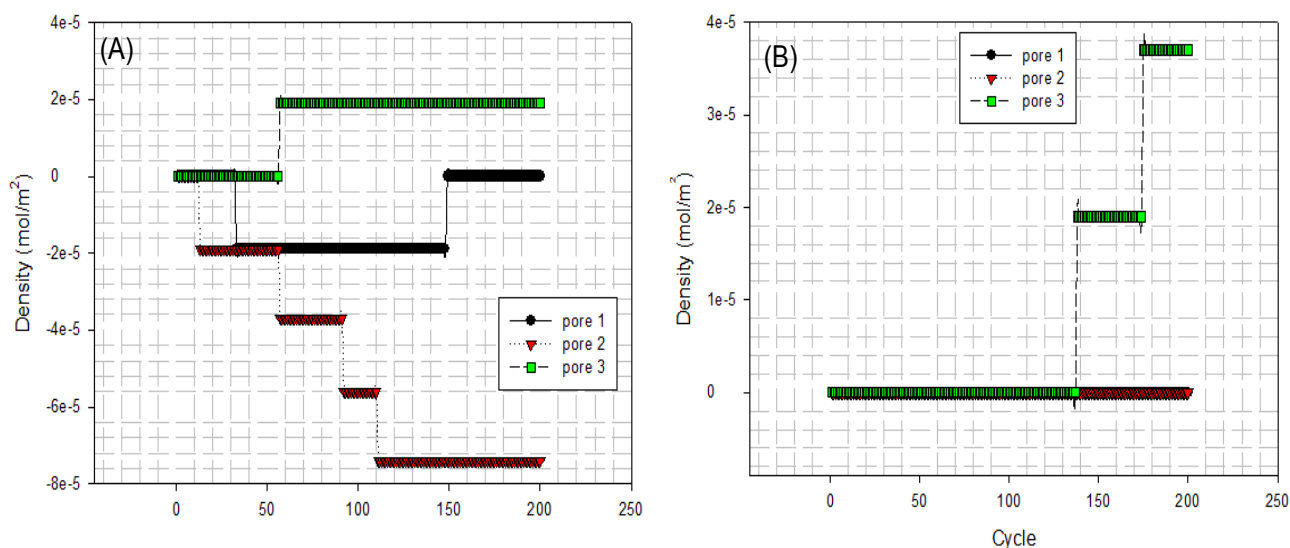 (A)
4e-5
2e-5
0
-2e-5
-4e-5
-6e-5
-8e-5
Density (mol/m²)
0 50 100 150 200 250
pore 1
pore 2
pore 3
(B)
4e-5
3e-5
2e-5
1e-5
0
Density (mol/m²)
0 50 100 150 200 250
Cycle
pore 1
pore 2
pore 3